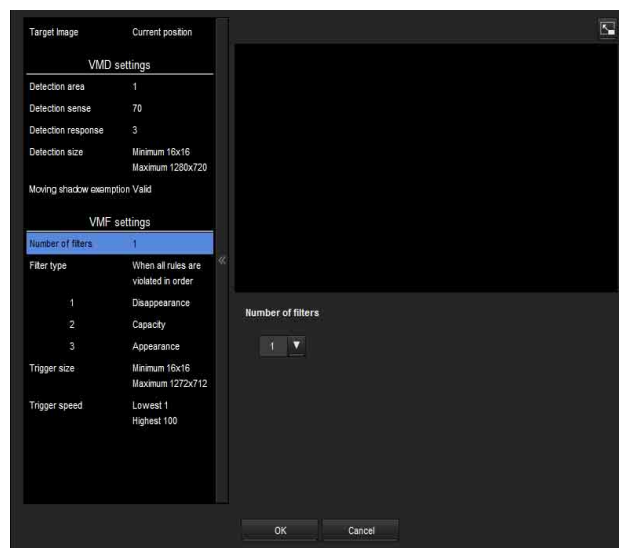 Target Image Current position
VMD settings
Detection area 1
Detection sense 70
Detection response 3
Detection size Minimum 16x16
Maximum 1280x720
Moving shadow exemption Valid
VMF settings
Number of filters 1
Filter type When all rules are
violated in order
1 Disappearance
2 Capacity
3 Appearance
Trigger size Minimum 16x16
Maximum 1272x712
Trigger speed Lowest 1
Highest 100
Number of filters
1
OK Cancel